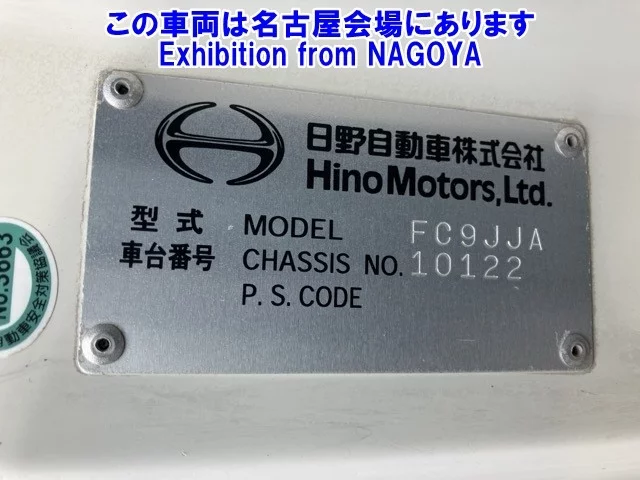 この車両は名古屋会場にあります
Exhibition from NAGOYA
日野自動車株式会社
Hino Motors, Ltd.
型式 MODEL FC9JJA
車台番号 CHASSIS NO. 10122
P. S. CODE
NO.5663